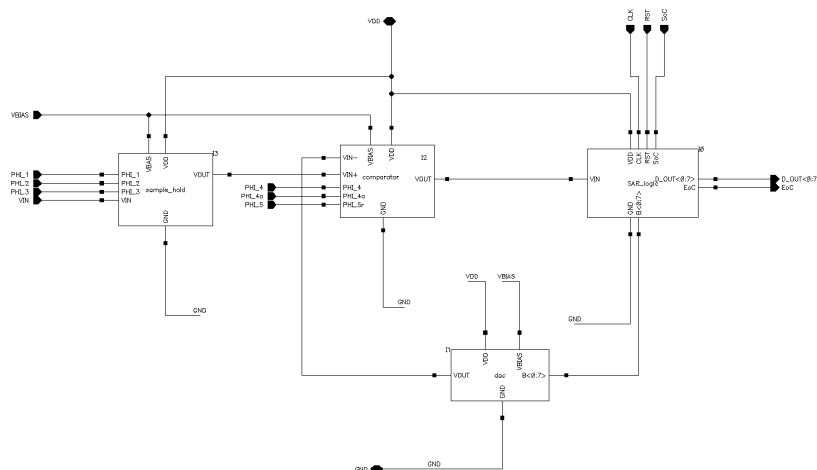 CLK
RST
SoC
VDD
VBIAS
I3
VBIAS
VDD
PHI_1
PHI_2
PHI_3
VIN
PHI_1
PHI_2
PHI_3
VIN
sample_hold
VOUT
GND
GND
I2
VBIAS
VDD
VIN-
VIN+
PHI_4
PHI_4a
PHI_5
PHI_4
PHI_4a
PHI_5r
comparator
VOUT
GND
GND
VDD
CLK
RST
SoC
VIN
SAR_logic
D_OUT<0:7>
EoC
D_OUT<0:7
EoC
GND
B<0:7>
GND
VDD
VBIAS
I1
VDD
VBIAS
VOUT
B<0:7>
GND
GND
GND